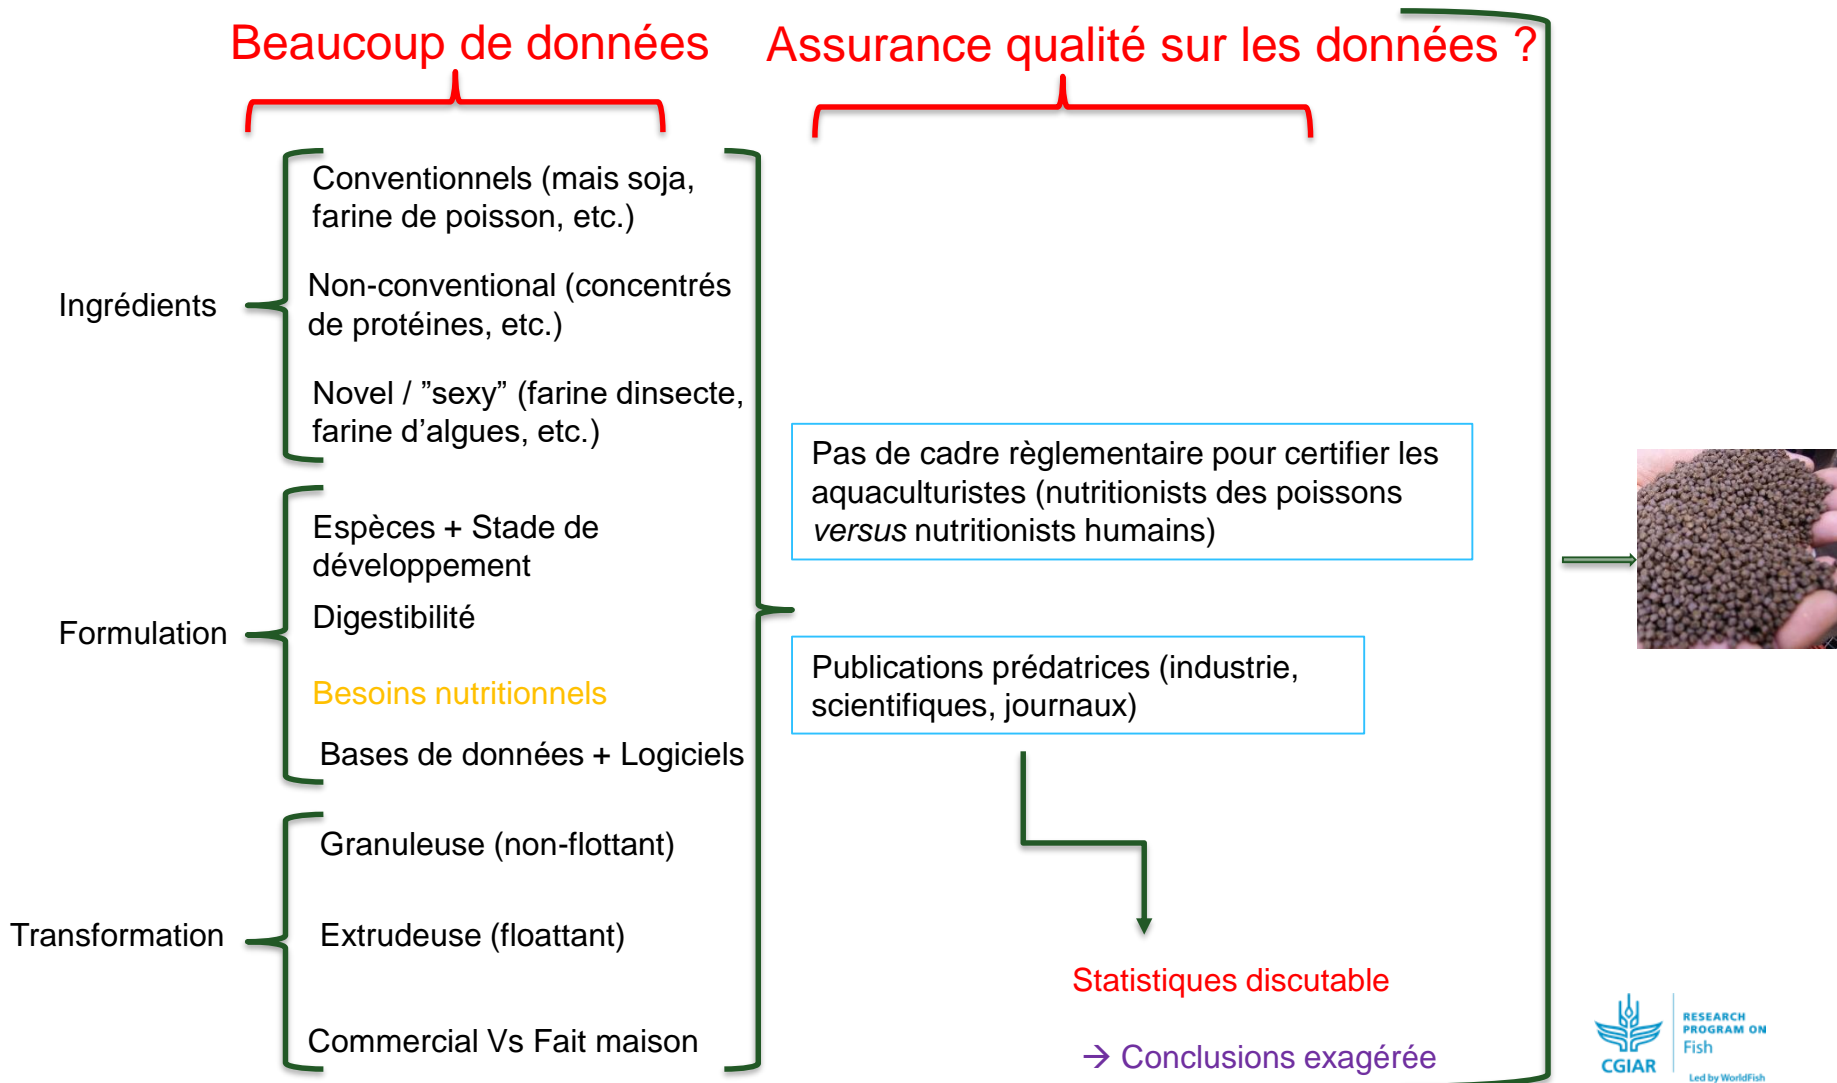 Beaucoup de données
Assurance qualité sur les données ?
Ingrédients
Conventionnels (mais soja,
farine de poisson, etc.)
Non-conventional (concentrés
de protéines, etc.)
Novel / ”sexy” (farine dinsecte,
farine d’algues, etc.)
Formulation
Espèces + Stade de
développement
Digestibilité
Besoins nutritionnels
Bases de données + Logiciels
Transformation
Granuleuse (non-flottant)
Extrudeuse (floattant)
Commercial Vs Fait maison
Pas de cadre règlementaire pour certifier les
aquaculturistes (nutritionists des poissons
versus nutritionists humains)
Publications prédatrices (industrie,
scientifiques, journaux)
Statistiques discutable
→ Conclusions exagérée
CGIAR
RESEARCH
PROGRAM ON
Fish
Led by WorldFish